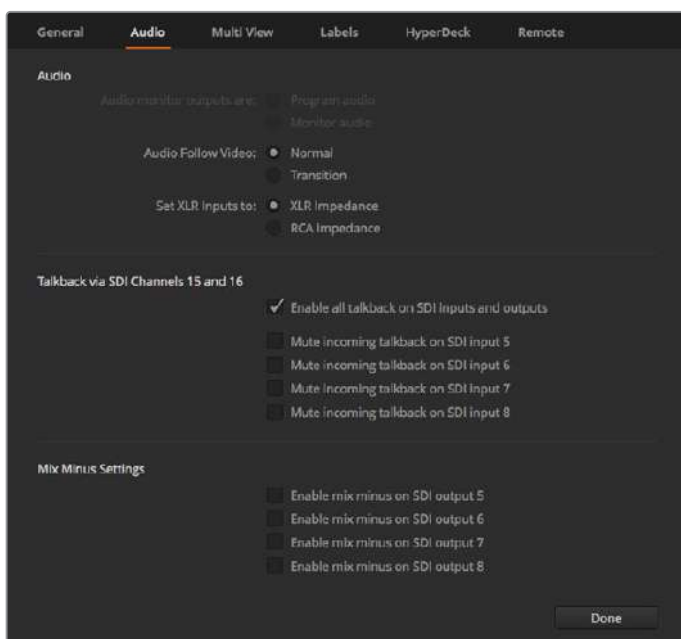 General Audio Multi View Labels HyperDeck Remote
Audio
Audio monitor outputs are: Program audio
Monitor audio
Audio Follow Video: Normal
Transition
Set XLR Inputs to: XLR Impedance
RCA Impedance
Talkback via SDI Channels 15 and 16
Enable all talkback on SDI inputs and outputs
Mute incoming talkback on SDI input 5
Mute incoming talkback on SDI input 6
Mute incoming talkback on SDI input 7
Mute incoming talkback on SDI input 8
Mix Minus Settings
Enable mix minus on SDI output 5
Enable mix minus on SDI output 6
Enable mix minus on SDI output 7
Enable mix minus on SDI output 8
Done